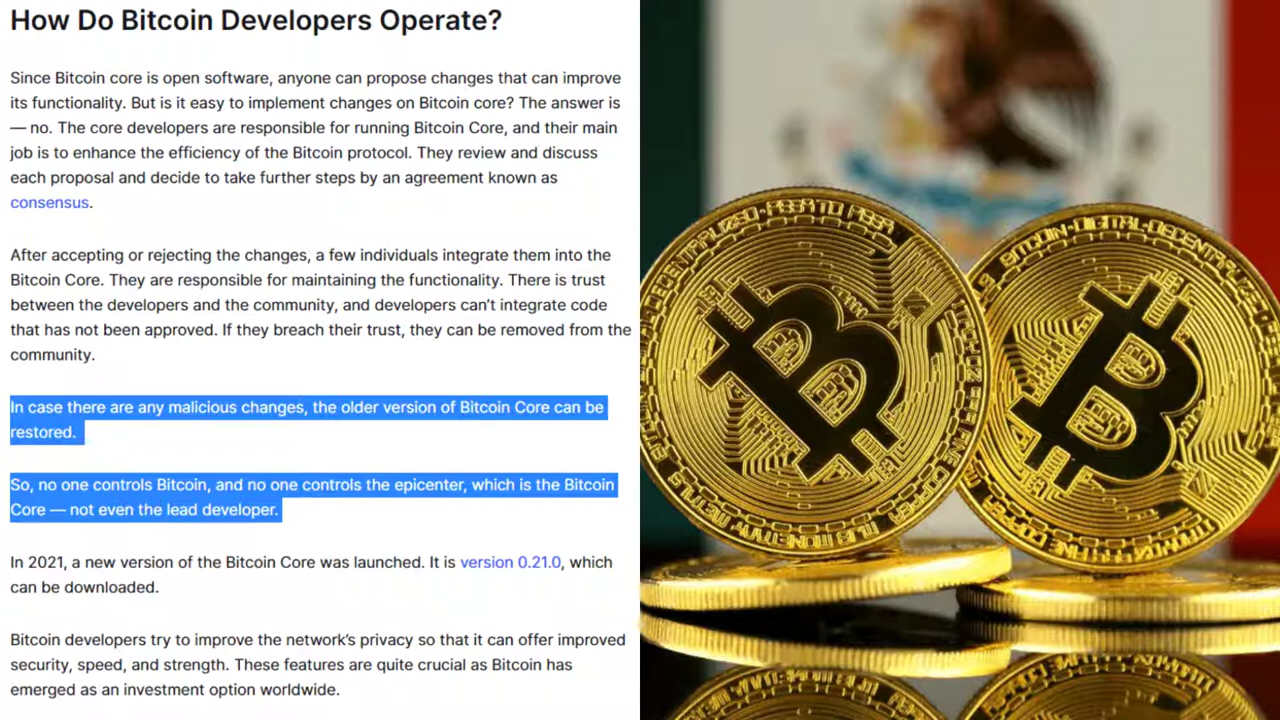 How Do Bitcoin Developers Operate?
Since Bitcoin core is open software, anyone can propose changes that can improve
its functionality. But is it easy to implement changes on Bitcoin core? The answer is
— no. The core developers are responsible for running Bitcoin Core, and their main
job is to enhance the efficiency of the Bitcoin protocol. They review and discuss
each proposal and decide to take further steps by an agreement known as
consensus.
After accepting or rejecting the changes, a few individuals integrate them into the
Bitcoin Core. They are responsible for maintaining the functionality. There is trust
between the developers and the community, and developers can't integrate code
that has not been approved. If they breach their trust, they can be removed from the
community.
In case there are any malicious changes, the older version of Bitcoin Core can be
restored.
So, no one controls Bitcoin, and no one controls the epicenter, which is the Bitcoin
Core — not even the lead developer.
In 2021, a new version of the Bitcoin Core was launched. It is version 0.21.0, which
can be downloaded.
Bitcoin developers try to improve the network's privacy so that it can offer improved
security, speed, and strength. These features are quite crucial as Bitcoin has
emerged as an investment option worldwide.
BITCOIN•DIGITAL•DECENTRALIZED